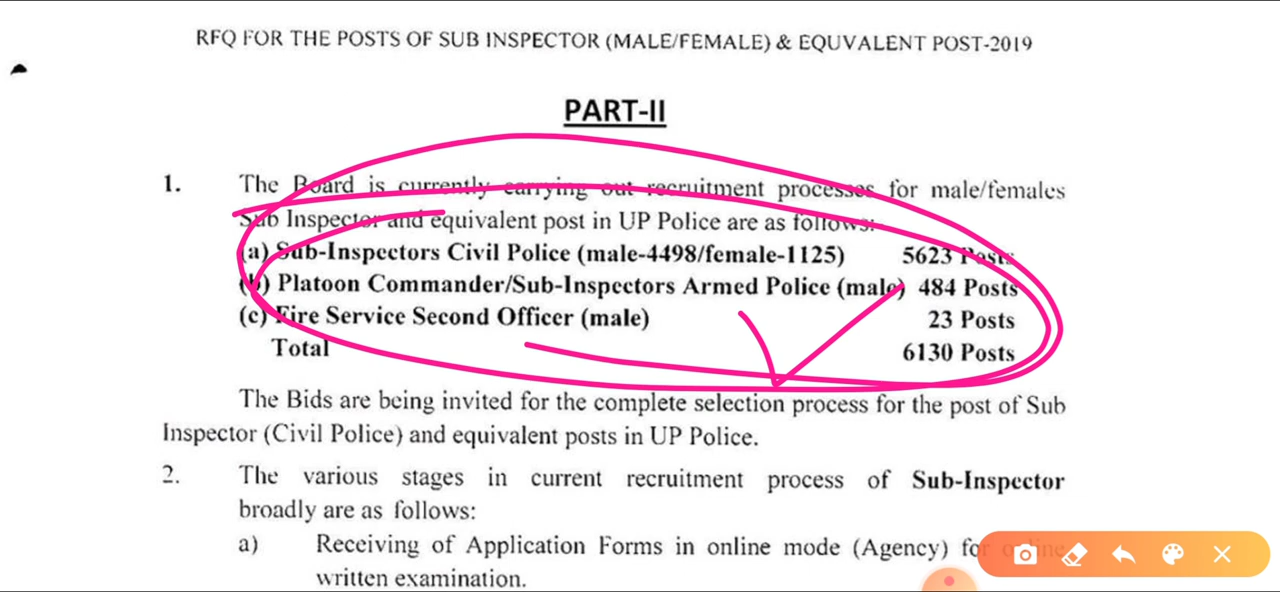 RFQ FOR THE POSTS OF SUB INSPECTOR (MALE/FEMALE) & EQUVALENT POST-2019
PART-II
1. The Board is currently carrying out recruitment processes for male/females
Sub Inspector and equivalent post in UP Police are as follows:
(a) Sub-Inspectors Civil Police (male-4498/female-1125) 5623 Posts
(b) Platoon Commander/Sub-Inspectors Armed Police (male) 484 Posts
(c) Fire Service Second Officer (male) 23 Posts
Total 6130 Posts
The Bids are being invited for the complete selection process for the post of Sub
Inspector (Civil Police) and equivalent posts in UP Police.
2. The various stages in current recruitment process of Sub-Inspector
broadly are as follows:
a) Receiving of Application Forms in online mode (Agency) for online
written examination.